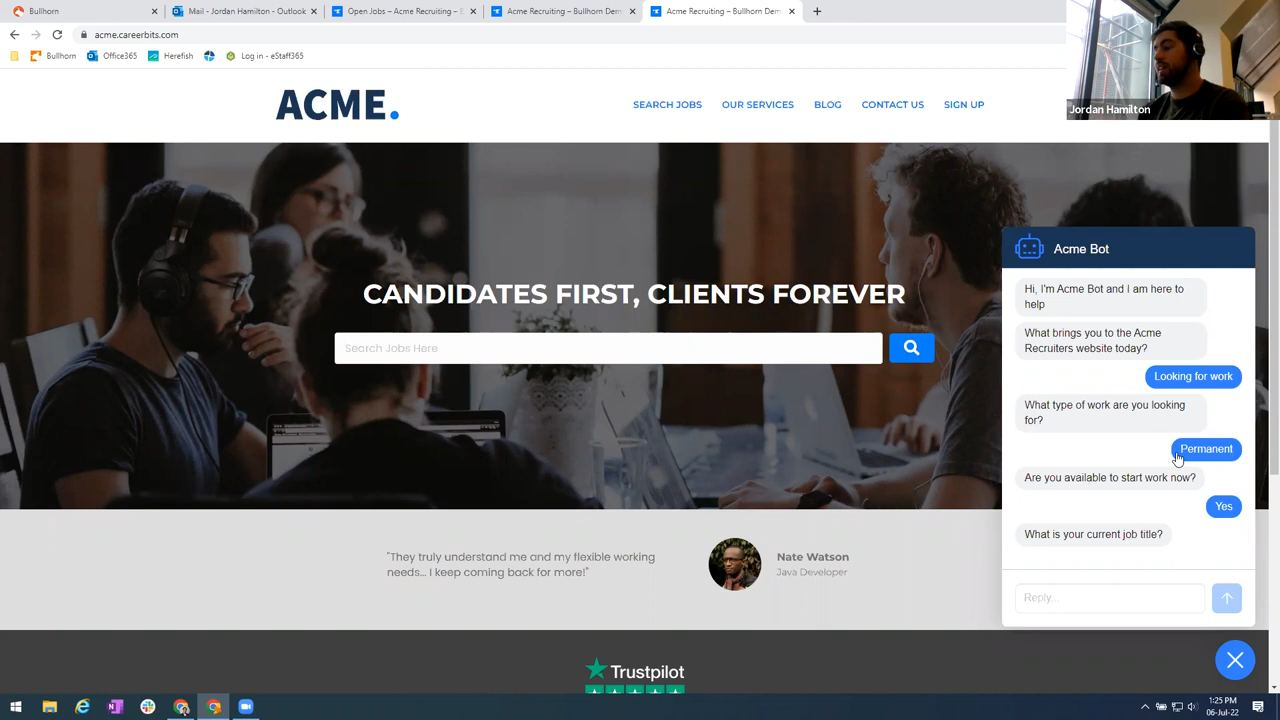 Bullhorn
Mail - Jordan Hamilton - Outlook
Open Jobs – Acme Recruiting – B
Acme Recruiting – Bullhorn Dem
Acme Recruiting – Bullhorn Dem
acme.careerbits.com
Bullhorn
Office365
Herefish
Log in - eStaff365
Jordan Hamilton
ACME.
SEARCH JOBS
OUR SERVICES
BLOG
CONTACT US
SIGN UP
CANDIDATES FIRST, CLIENTS FOREVER
Search Jobs Here
Acme Bot
Hi, I'm Acme Bot and I am here to
help
What brings you to the Acme
Recruiters website today?
Looking for work
What type of work are you looking
for?
Permanent
Are you available to start work now?
Yes
What is your current job title?
Reply...
"They truly understand me and my flexible working
needs... I keep coming back for more!"
Nate Watson
Java Developer
Trustpilot
1:25 PM
06-Jul-22